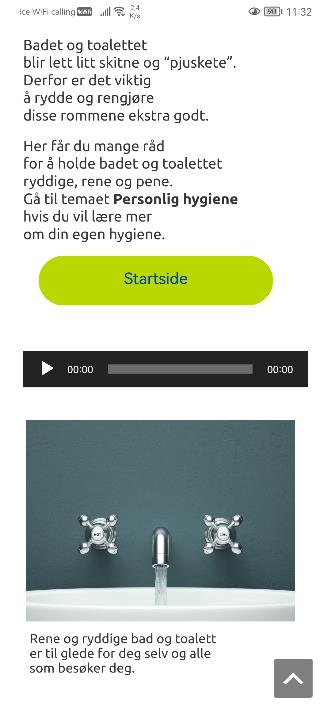 ice WiFi calling
2,4
K/s
11:32
Badet og toalettet
blir lett litt skitne og “pjuskete”.
Derfor er det viktig
å rydde og rengjøre
disse rommene ekstra godt.
Her får du mange råd
for å holde badet og toalettet
ryddige, rene og pene.
Gå til temaet Personlig hygiene
hvis du vil lære mer
om din egen hygiene.
Startside
00:00 00:00
Rene og ryddige bad og toalett
er til glede for deg selv og alle
som besøker deg.